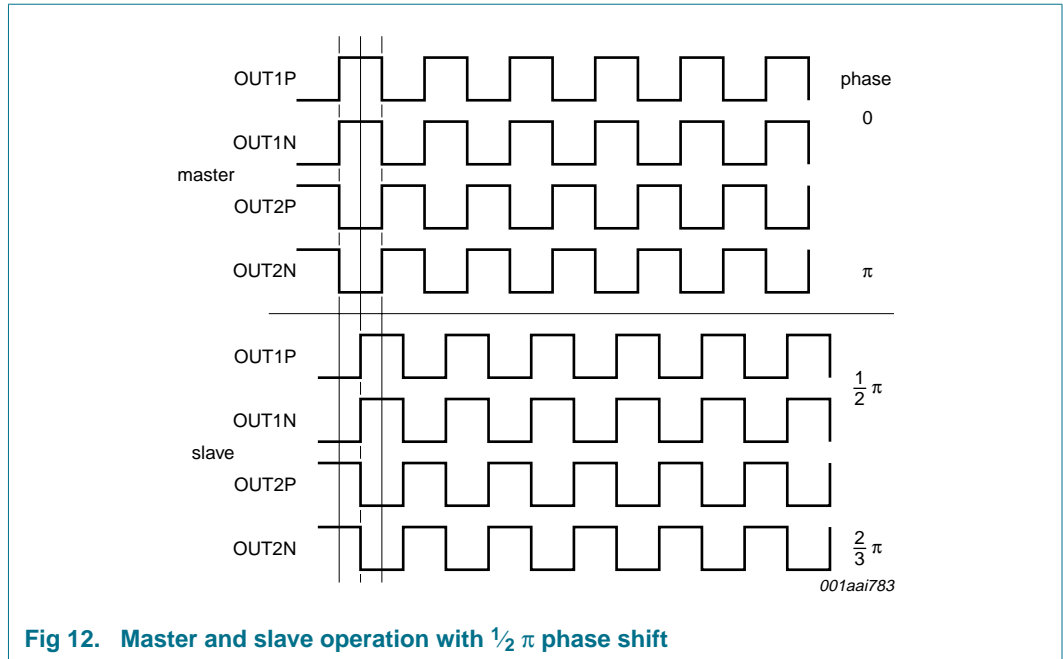 OUT1P
phase
0
OUT1N
master
OUT2P
OUT2N
π
OUT1P
1/2 π
OUT1N
slave
OUT2P
OUT2N
2/3 π
001aai783
Fig 12. Master and slave operation with 1⁄2 π phase shift